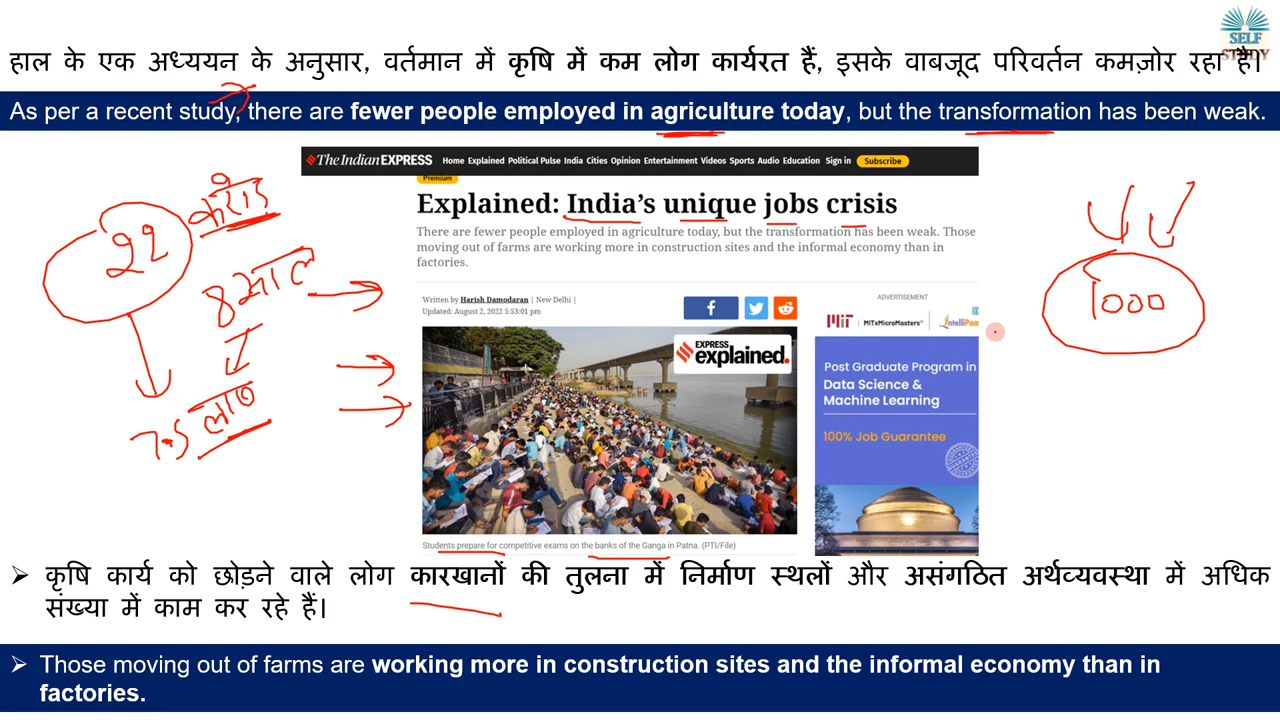 SELF
STUDY
हाल के एक अध्ययन के अनुसार, वर्तमान में कृषि में कम लोग कार्यरत हैं, इसके वाबजूद परिवर्तन कमज़ोर रहा है।
As per a recent study, there are fewer people employed in agriculture today, but the transformation has been weak.
The Indian EXPRESS Home Explained Political Pulse India Cities Opinion Entertainment Videos Sports Audio Education Sign in Subscribe
Premium
Explained: India's unique jobs crisis
There are fewer people employed in agriculture today, but the transformation has been weak. Those
moving out of farms are working more in construction sites and the informal economy than in
factories.
Written by Harish Damodaran | New Delhi |
Updated: August 2, 2022 5:53:01 pm
ADVERTISEMENT
MIT MITxMicroMasters
EXPRESS
explained.
Post Graduate Program in
Data Science &
Machine Learning
100% Job Guarantee
Students prepare for competitive exams on the banks of the Ganga in Patna. (PTI/File)
22 करोड़
8 साल
7.5 लाख
1000
कृषि कार्य को छोड़ने वाले लोग कारखानों की तुलना में निर्माण स्थलों और असंगठित अर्थव्यवस्था में अधिक
संख्या में काम कर रहे हैं।
Those moving out of farms are working more in construction sites and the informal economy than in
factories.